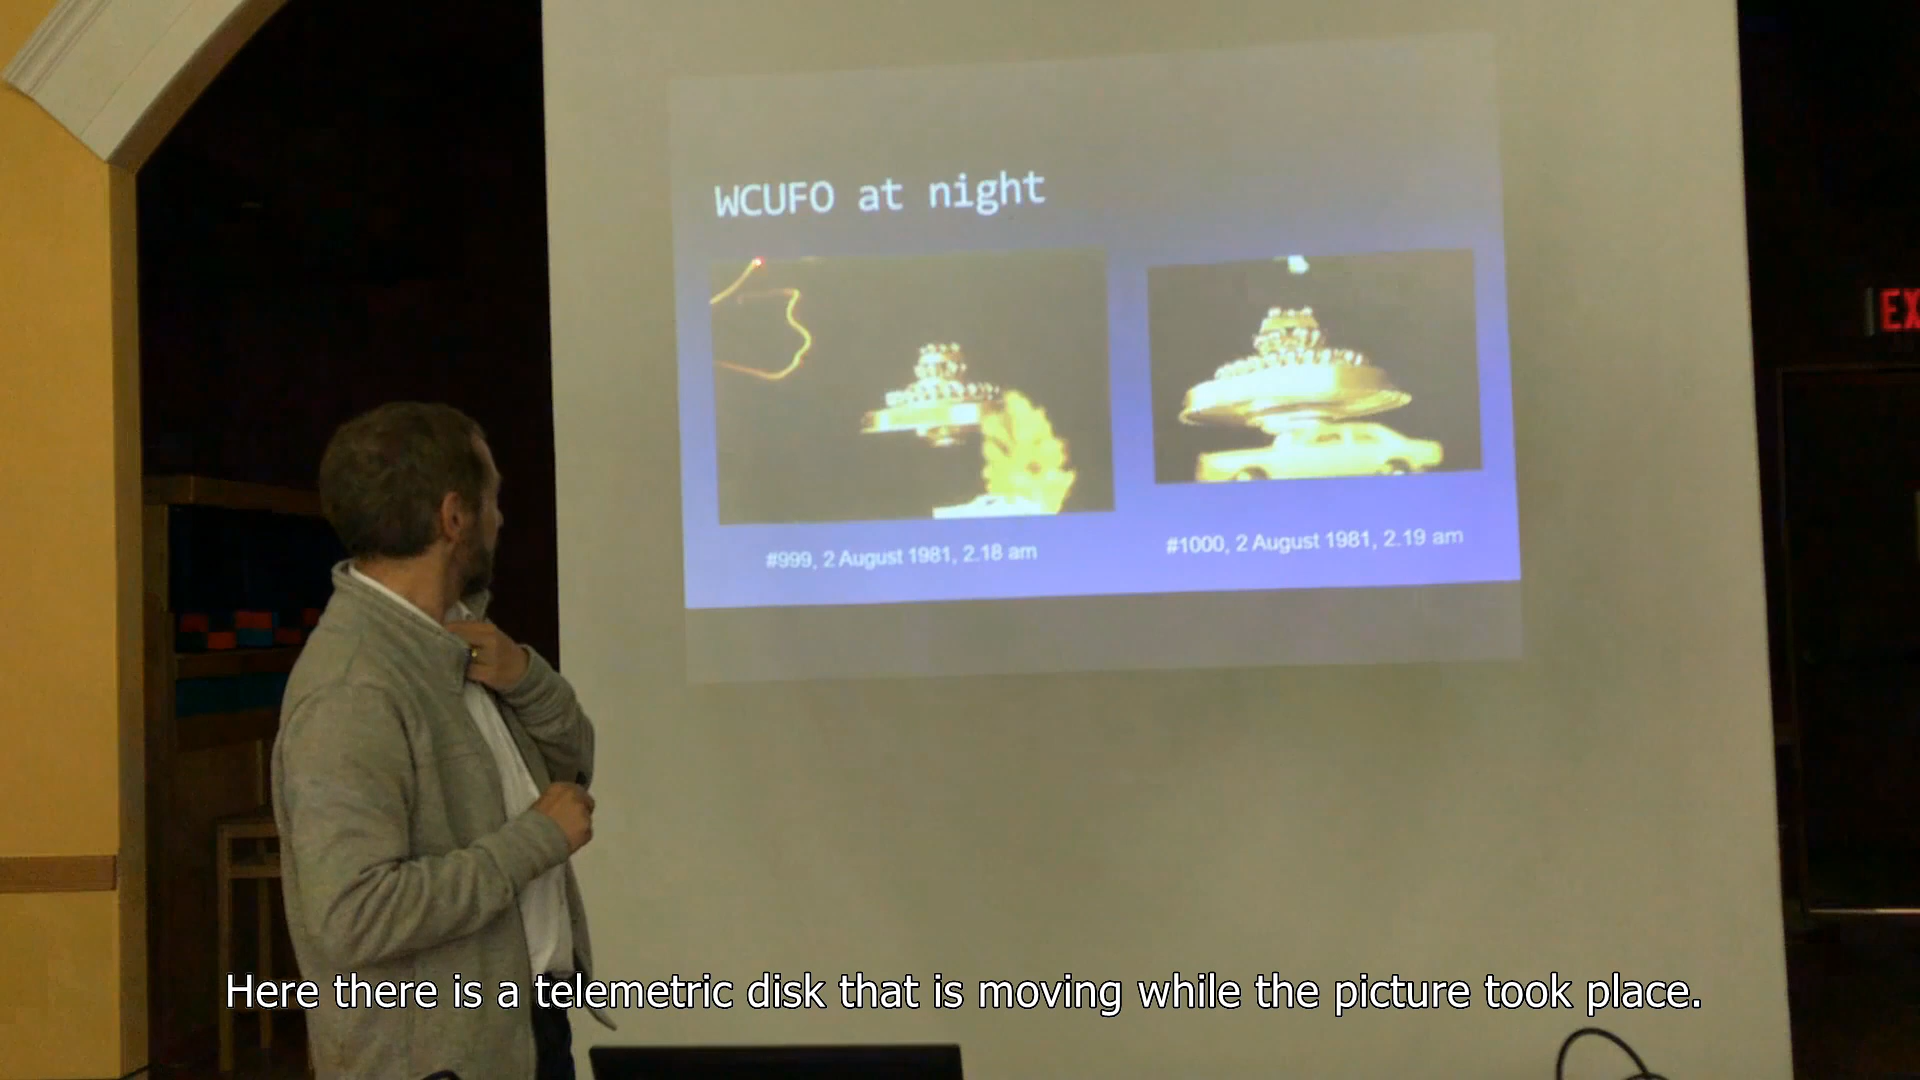 WCUFO at night
#999, 2 August 1981, 2.18 am
#1000, 2 August 1981, 2.19 am
EX
Here there is a telemetric disk that is moving while the picture took place.